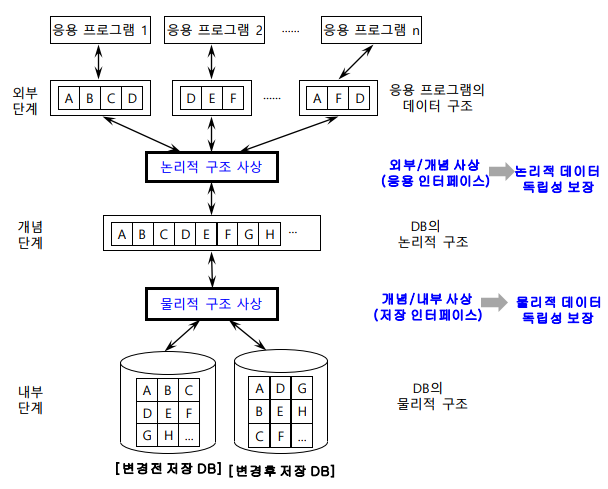 응용 프로그램 1
응용 프로그램 2
......
응용 프로그램 n
외부
단계
A B C D
D E F
......
A F D
응용 프로그램의
데이터 구조
논리적 구조 사상
외부/개념 사상
(응용 인터페이스)
논리적 데이터
독립성 보장
개념
단계
A B C D E F G H ...
DB의
논리적 구조
물리적 구조 사상
개념/내부 사상
(저장 인터페이스)
물리적 데이터
독립성 보장
내부
단계
A B C
D E F
G H ...
A D G
B E H
C F ...
DB의
물리적 구조
[변경전 저장 DB]
[변경후 저장 DB]